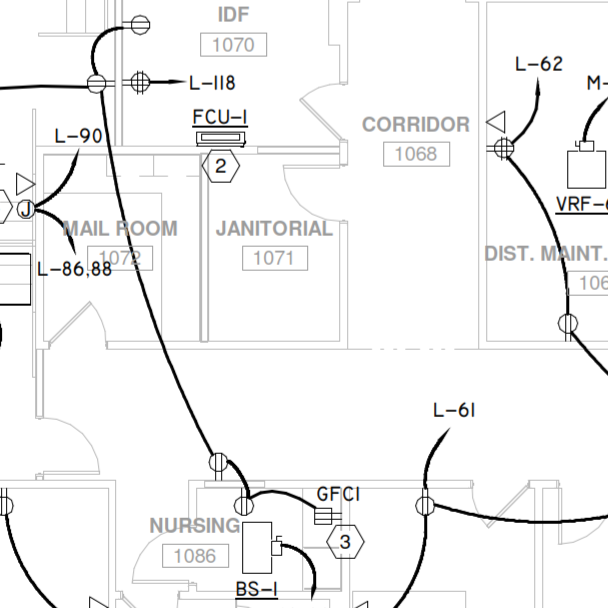 IDF
1070
L-118
FCU-1
2
L-62
M-
CORRIDOR
1068
L-90
J
MAIL ROOM
1072
L-86,88
JANITORIAL
1071
VRF-6
DIST. MAINT.
106
L-61
GFCI
3
NURSING
1086
BS-1